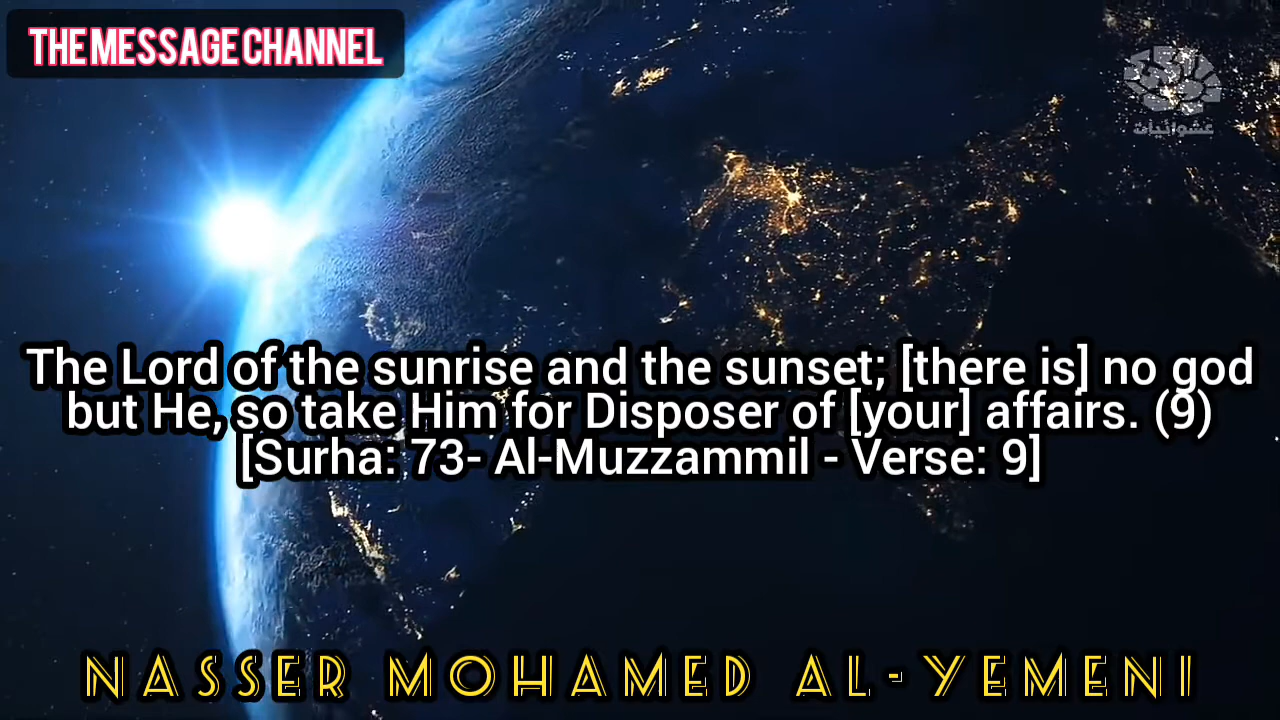 THE MESSAGE CHANNEL
عشوائيات
The Lord of the sunrise and the sunset; [there is] no god
but He, so take Him for Disposer of [your] affairs. (9)
[Surha: 73- Al-Muzzammil - Verse: 9]
NASSER MOHAMED AL-YEMENI